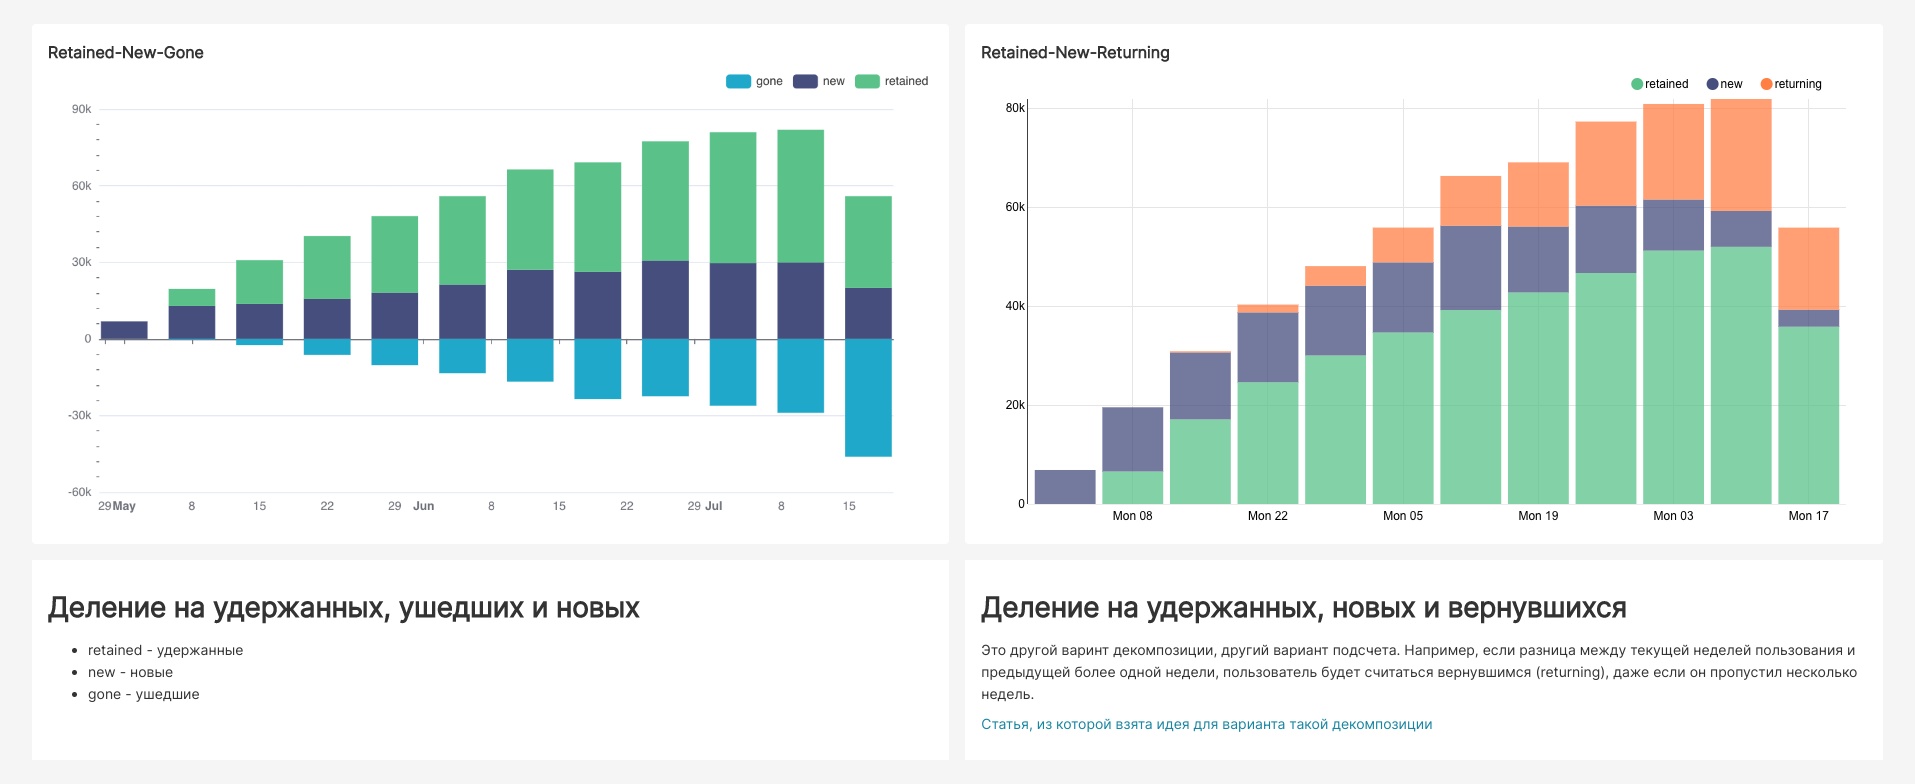 Retained-New-Gone
gone new retained
90k
60k
30k
0
-30k
-60k
29 May 8 15 22 29 Jun 8 15 22 29 Jul 8 15
Деление на удержанных, ушедших и новых
retained - удержанные
new - новые
gone - ушедшие
Retained-New-Returning
retained new returning
80k
60k
40k
20k
0
Mon 08 Mon 22 Mon 05 Mon 19 Mon 03 Mon 17
Деление на удержанных, новых и вернувшихся
Это другой варинт декомпозиции, другий вариант подсчета. Например, если разница между текущей неделей пользования и
предыдущей более одной недели, пользователь будет считаться вернувшимся (returning), даже если он пропустил несколько
недель.
Статья, из которой взята идея для варианта такой декомпозиции